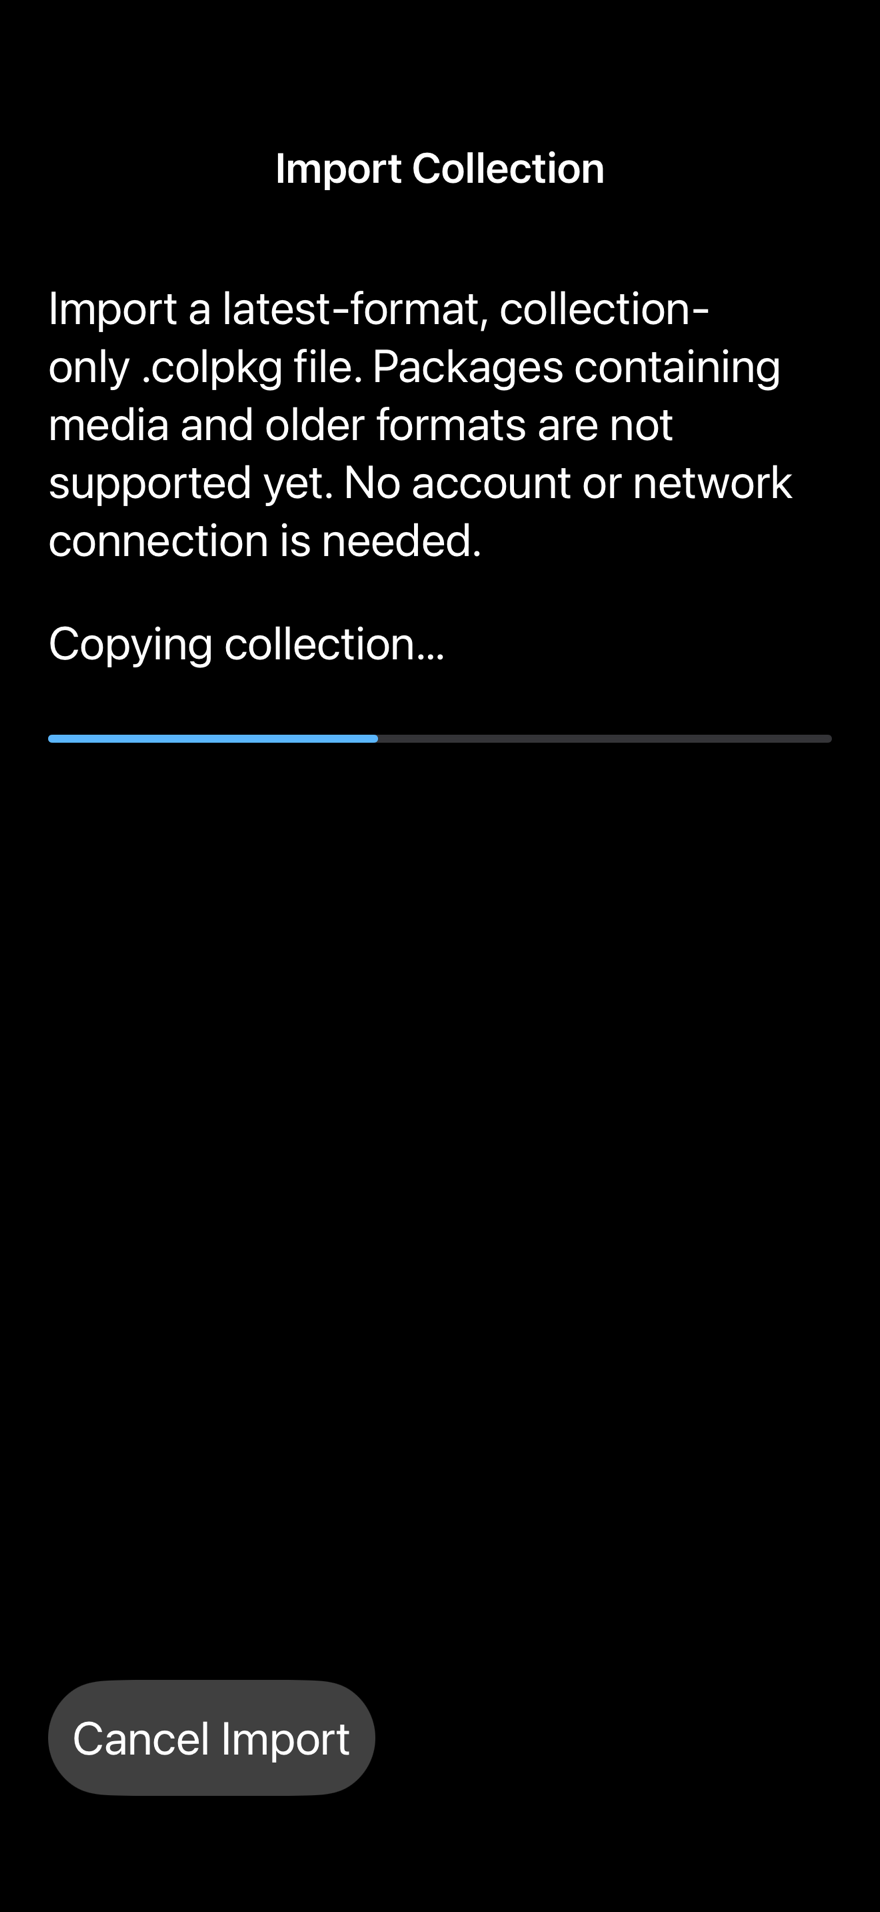 Import Collection
Import a latest-format, collection-
only .colpkg file. Packages containing
media and older formats are not
supported yet. No account or network
connection is needed.
Copying collection…
Cancel Import